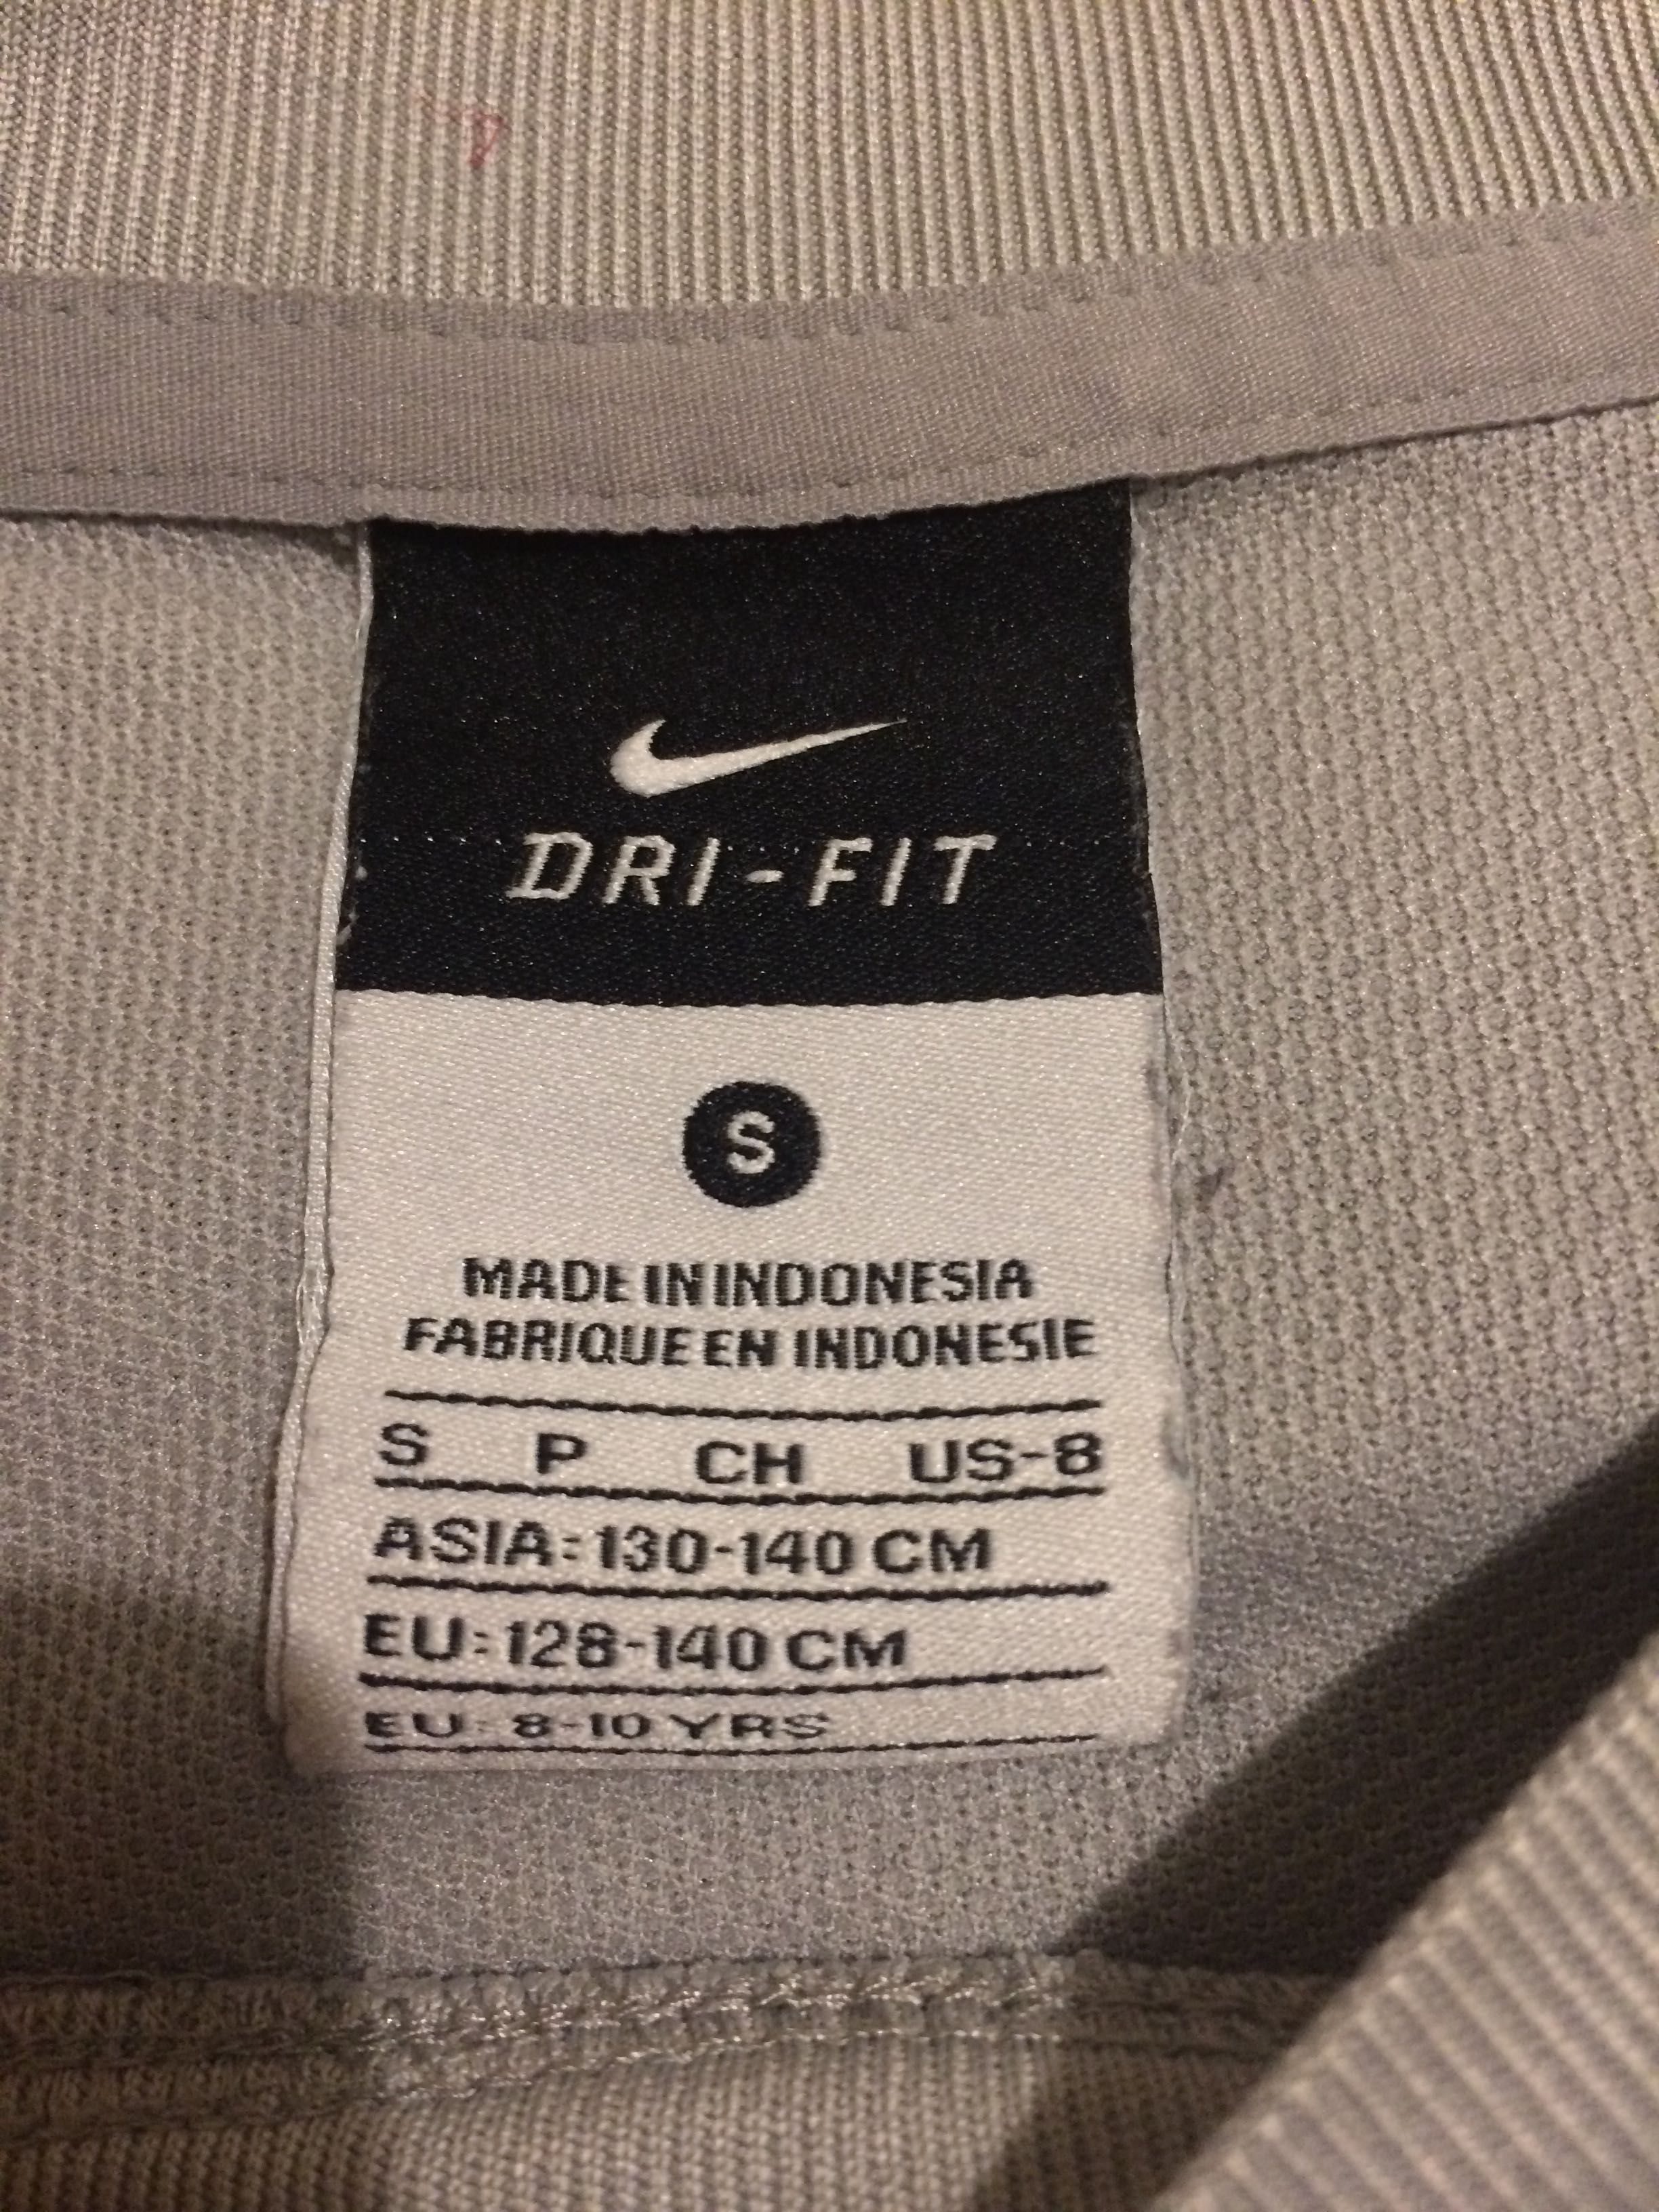 DRI-FIT
S
MADE IN INDONESIA
FABRIQUE EN INDONESIE
S P CH US-8
ASIA: 130-140 CM
EU: 128-140 CM
EU: 8-10 YRS